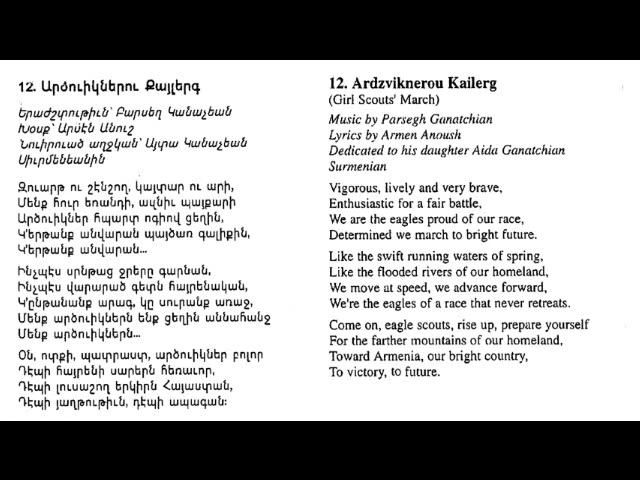 12. Արծուիկներու Քայլերգ
Երաժշտութիւն՝ Բարսեղ Կանաչեան
Խօսք՝ Արսէն Անուշ
Նուիրուած աղջկան՝ Այտա Կանաչեան
Սիւրմենեանին
Զուարթ ու շէնշող, կայտար ու արի,
Մենք հուր եռանդի, ազնիւ պայքարի
Արծուիկներ հպարտ ոգիով ցեղին,
Կ'երթանք անվարան պայծառ գալիքին,
Կ'երթանք անվարան...
Ինչպէս սրնթաց ջրերը գարնան,
Ինչպէս վարարած գետն հայրենական,
Կ'ընթանանք արագ, կը սուրանք առաջ,
Մենք արծուիկներն ենք ցեղին աննահանջ
Մենք արծուիկներն...
Օն, ոտքի, պատրաստ, արծուիկներ բոլոր
Դէպի հայրենի սարերն հեռաւոր,
Դէպի լուսաշող երկիրն Հայաստան,
Դէպի յաղթութիւն, դէպի ապագան:
12. Ardzviknerou Kailerg
(Girl Scouts' March)
Music by Parsegh Ganatchian
Lyrics by Armen Anoush
Dedicated to his daughter Aida Ganatchian
Surmenian
Vigorous, lively and very brave,
Enthusiastic for a fair battle,
We are the eagles proud of our race,
Determined we march to bright future.
Like the swift running waters of spring,
Like the flooded rivers of our homeland,
We move at speed, we advance forward,
We're the eagles of a race that never retreats.
Come on, eagle scouts, rise up, prepare yourself
For the farther mountains of our homeland,
Toward Armenia, our bright country,
To victory, to future.